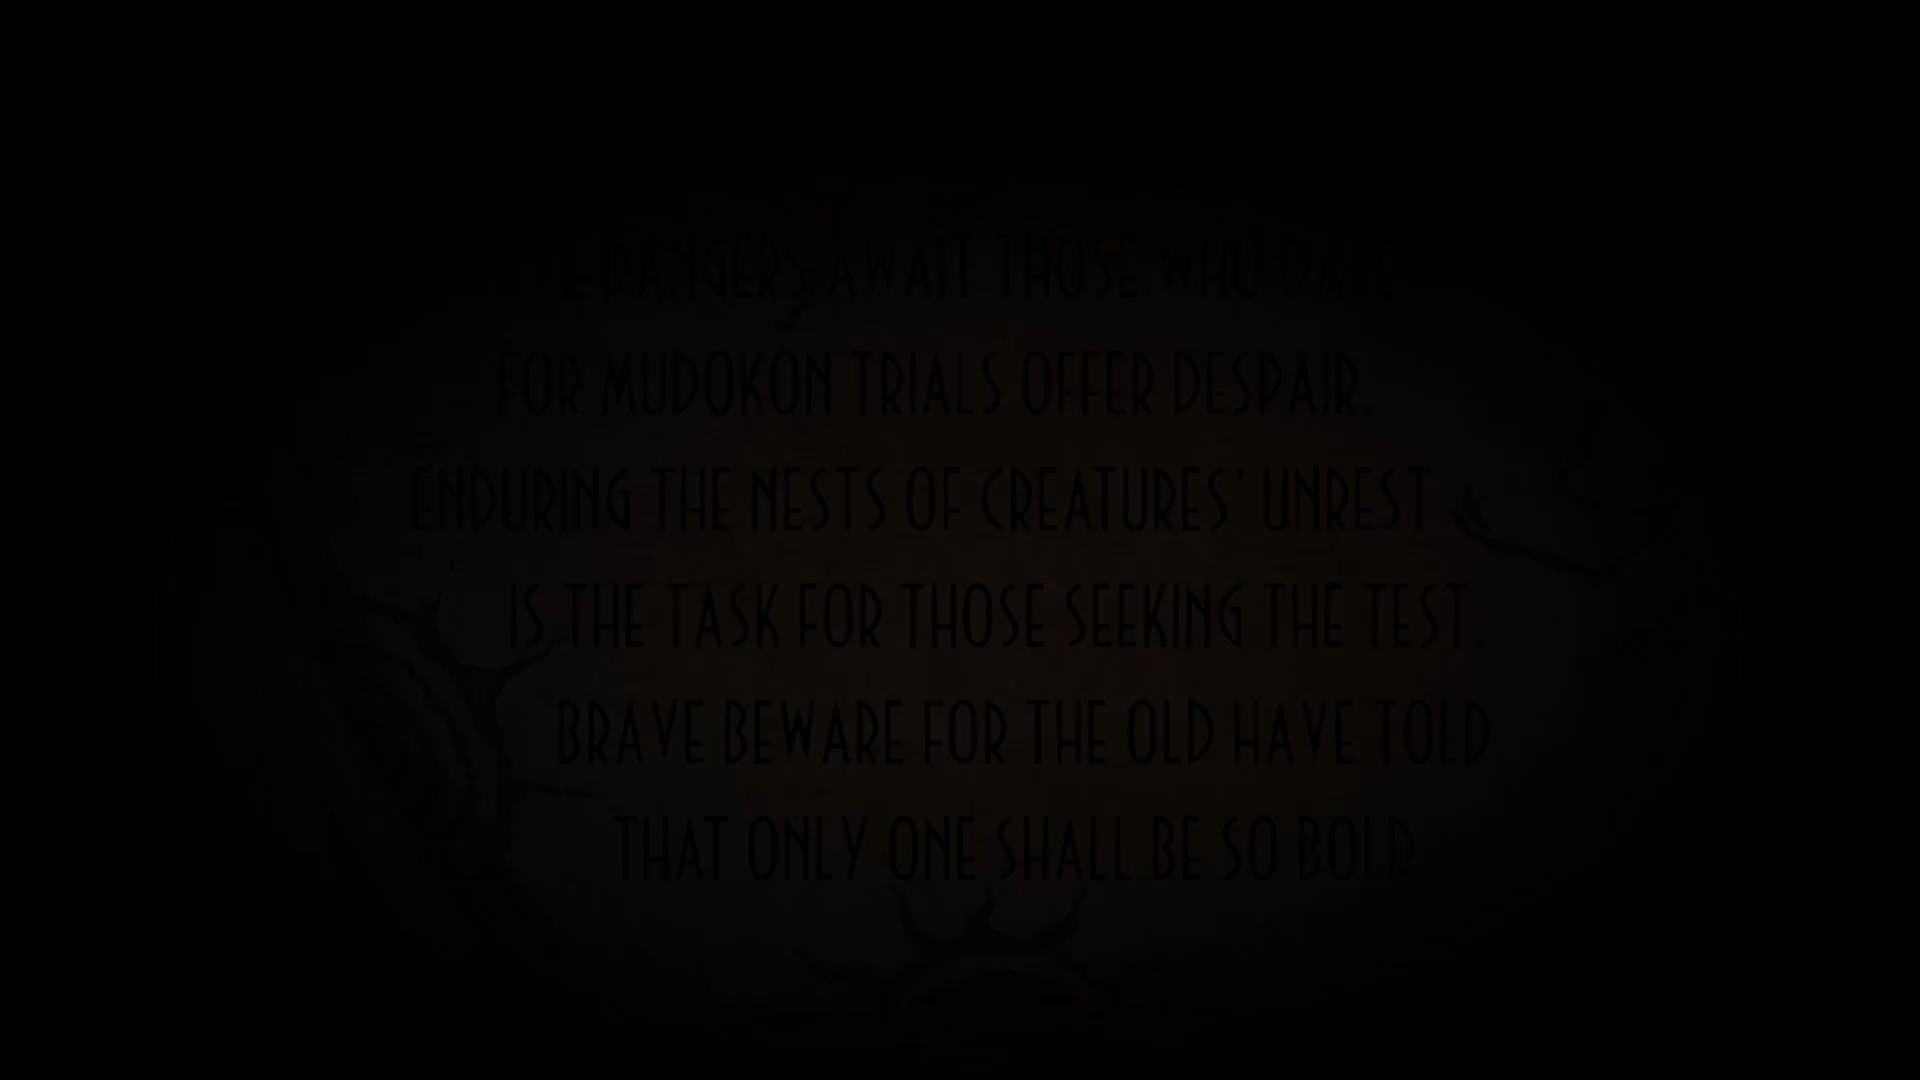 DANGERS AWAIT THOSE WHO DARE
FOR MUDOKON TRIALS OFFER DESPAIR.
ENDURING THE NESTS OF CREATURES' UNREST
IS THE TASK FOR THOSE SEEKING THE TEST.
BRAVE BEWARE FOR THE OLD HAVE TOLD
THAT ONLY ONE SHALL BE SO BOLD